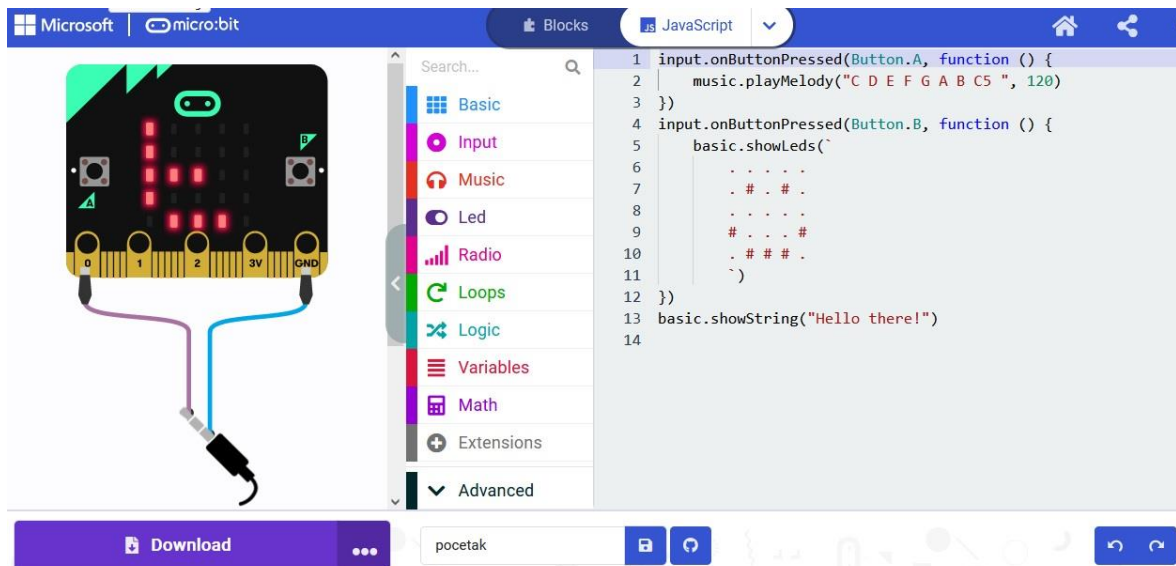 Microsoft
micro:bit
Blocks
JS JavaScript
A
B
0 1 2 3V GND
Search...
Basic
Input
Music
Led
Radio
Loops
Logic
Variables
Math
Extensions
Advanced
1 input.onButtonPressed(Button.A, function () {
2 music.playMelody("C D E F G A B C5 ", 120)
3 })
4 input.onButtonPressed(Button.B, function () {
5 basic.showLeds(`
6 . . . . .
7 . # . # .
8 . . . . .
9 # . . . #
10 . # # # .
11 `)
12 })
13 basic.showString("Hello there!")
14
Download
pocetak